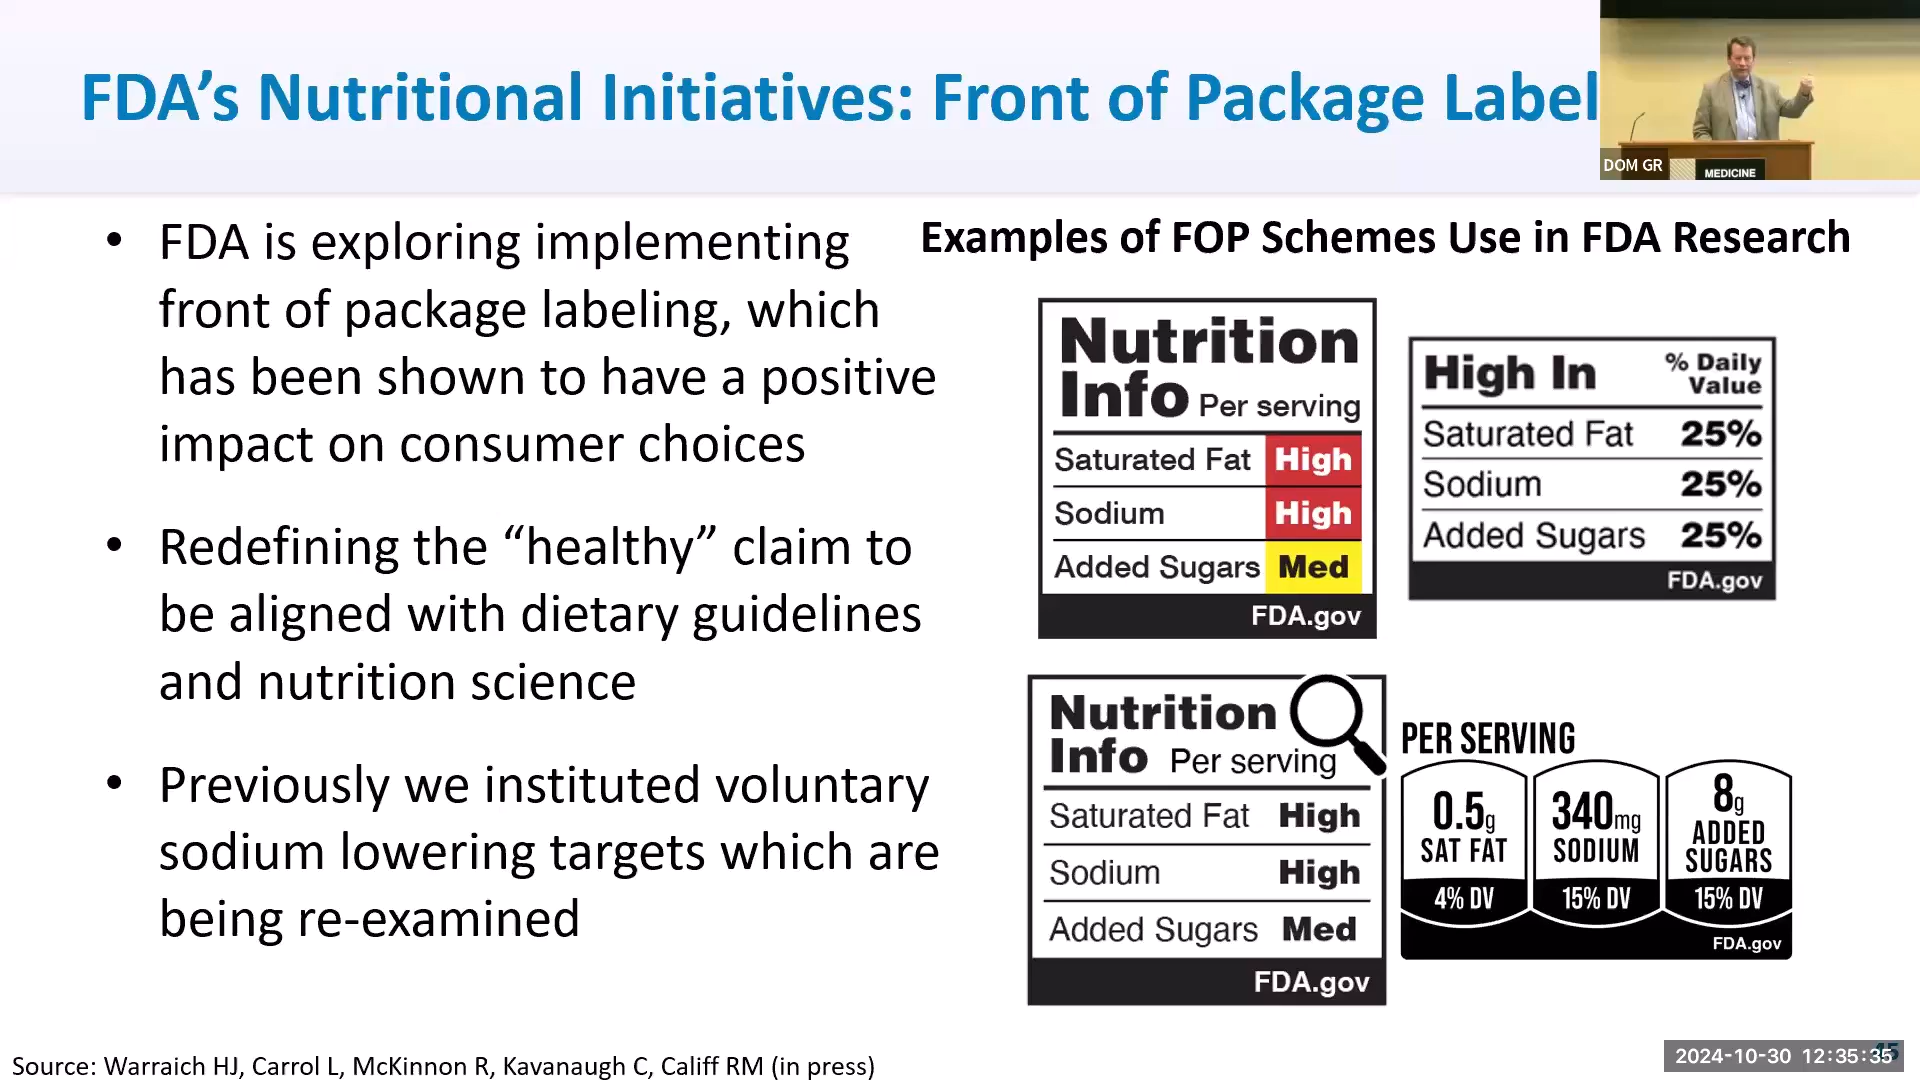 FDA’s Nutritional Initiatives: Front of Package Label
DOM GR
MEDICINE
• FDA is exploring implementing
front of package labeling, which
has been shown to have a positive
impact on consumer choices
• Redefining the “healthy” claim to
be aligned with dietary guidelines
and nutrition science
• Previously we instituted voluntary
sodium lowering targets which are
being re-examined
Examples of FOP Schemes Use in FDA Research
Nutrition
Info Per serving
Saturated Fat High
Sodium High
Added Sugars Med
FDA.gov
High In % Daily
Value
Saturated Fat 25%
Sodium 25%
Added Sugars 25%
FDA.gov
Nutrition
Info Per serving
Saturated Fat High
Sodium High
Added Sugars Med
FDA.gov
PER SERVING
0.5g
SAT FAT
4% DV
340mg
SODIUM
15% DV
8g
ADDED
SUGARS
15% DV
FDA.gov
Source: Warraich HJ, Carrol L, McKinnon R, Kavanaugh C, Califf RM (in press)
45
2024-10-30 12:35:35